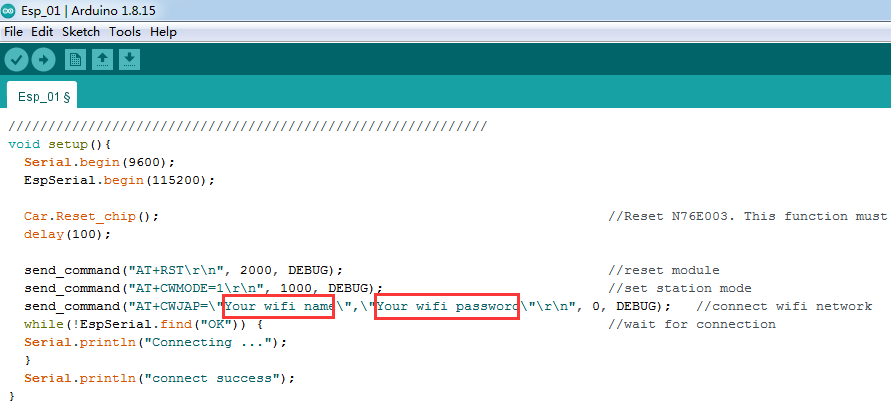 Esp_01 | Arduino 1.8.15
File Edit Sketch Tools Help
Esp_01 §
////////////////////////////////////////////////////////////
void setup(){
Serial.begin(9600);
EspSerial.begin(115200);
Car.Reset_chip(); //Reset N76E003. This function must
delay(100);
send_command("AT+RST\r\n", 2000, DEBUG); //reset module
send_command("AT+CWMODE=1\r\n", 1000, DEBUG); //set station mode
send_command("AT+CWJAP=\"Your wifi name\",\"Your wifi password\"\r\n", 0, DEBUG); //connect wifi network
while(!EspSerial.find("OK")) { //wait for connection
Serial.println("Connecting ...");
}
Serial.println("connect success");
}